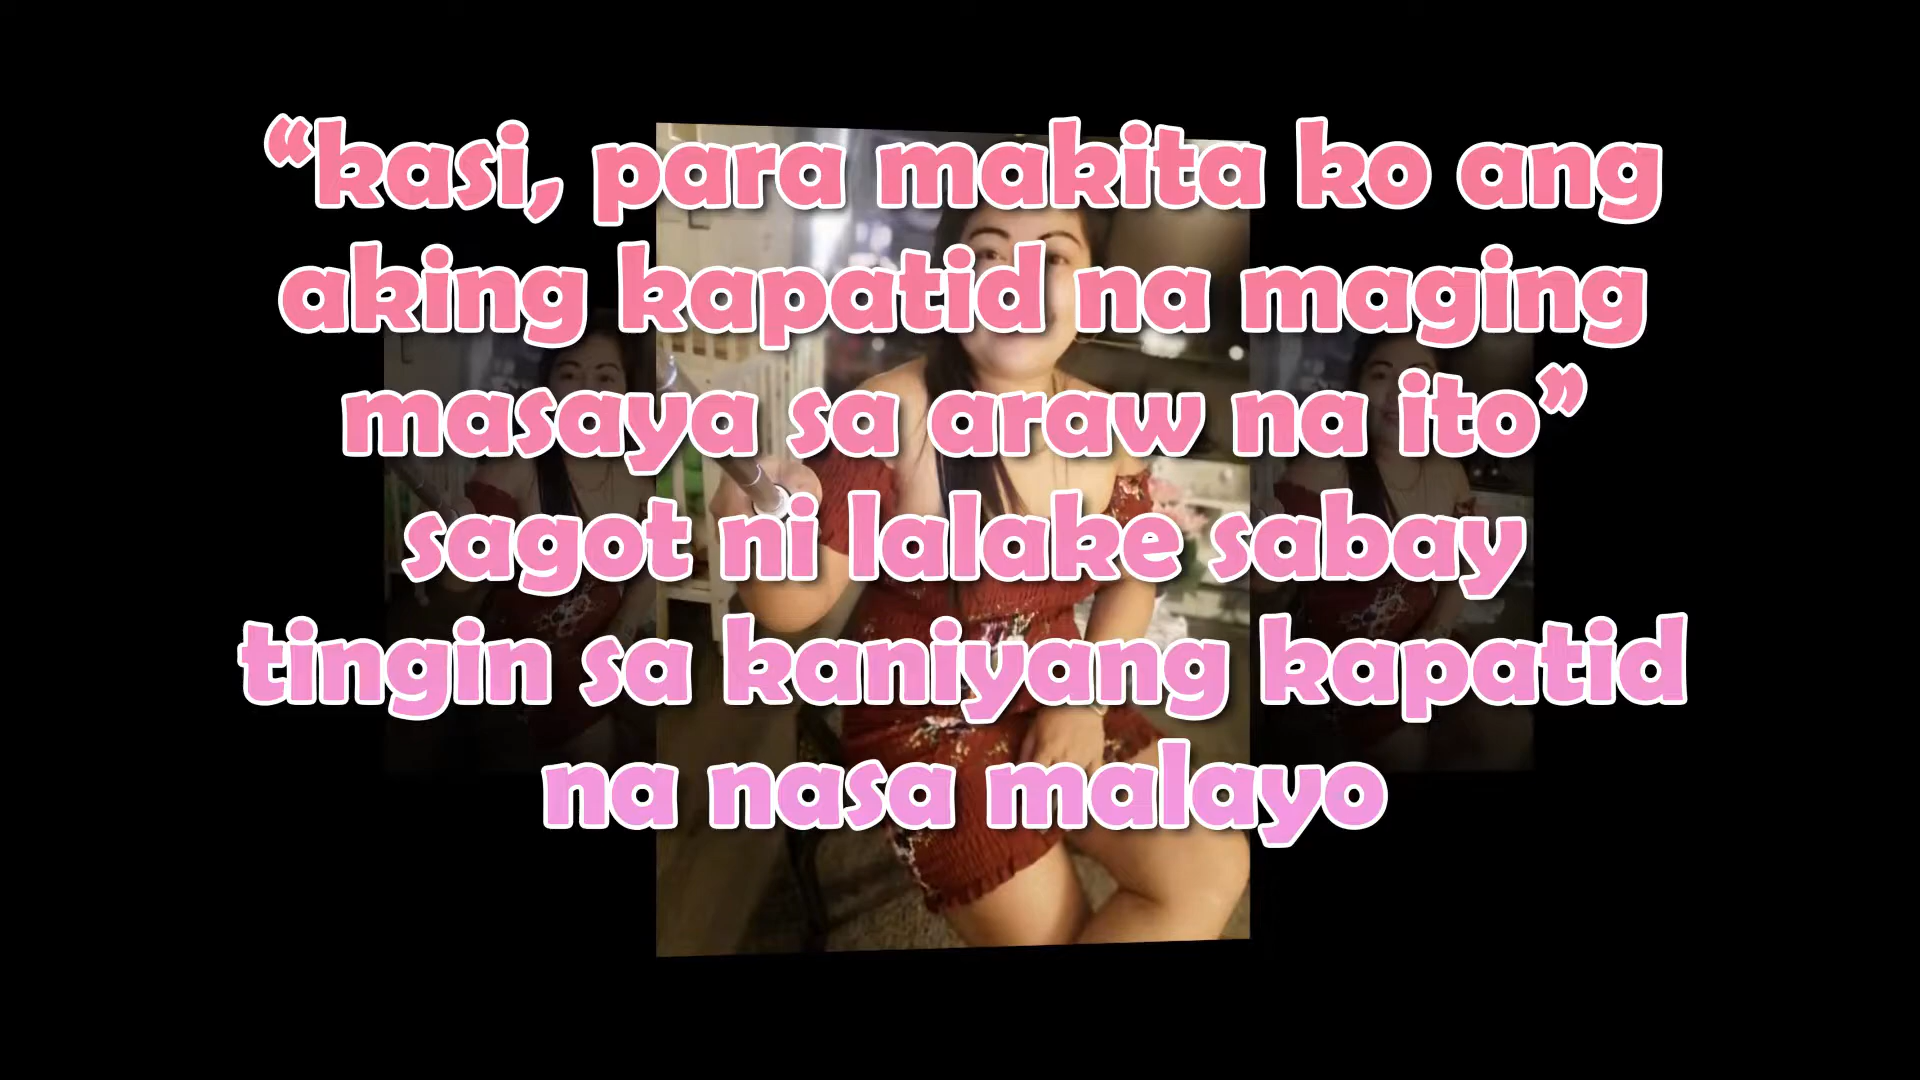 “kasi, para makita ko ang
aking kapatid na maging
masaya sa araw na ito”
sagot ni lalake sabay
tingin sa kaniyang kapatid
na nasa malayo